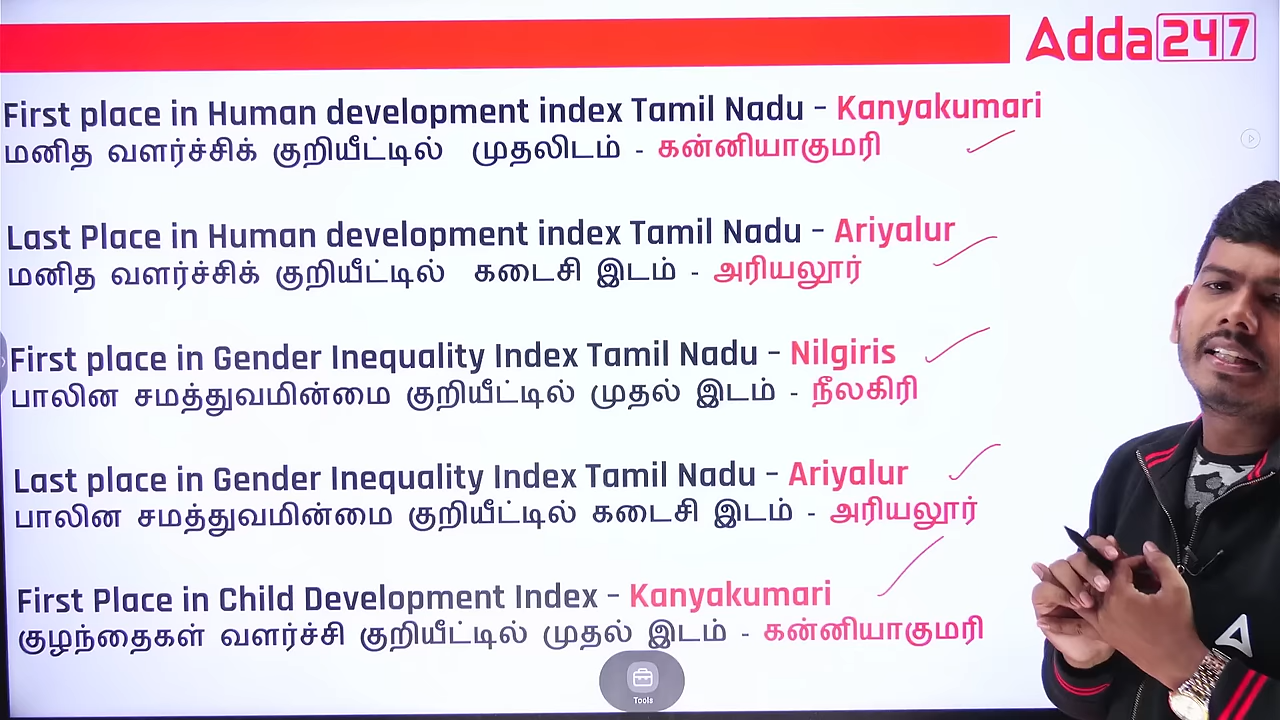 Adda247
First place in Human development index Tamil Nadu – Kanyakumari
மனித வளர்ச்சிக் குறியீட்டில் முதலிடம் - கன்னியாகுமரி
Last Place in Human development index Tamil Nadu – Ariyalur
மனித வளர்ச்சிக் குறியீட்டில் கடைசி இடம் - அரியலூர்
First place in Gender Inequality Index Tamil Nadu – Nilgiris
பாலின சமத்துவமின்மை குறியீட்டில் முதல் இடம் - நீலகிரி
Last place in Gender Inequality Index Tamil Nadu – Ariyalur
பாலின சமத்துவமின்மை குறியீட்டில் கடைசி இடம் - அரியலூர்
First Place in Child Development Index – Kanyakumari
குழந்தைகள் வளர்ச்சி குறியீட்டில் முதல் இடம் - கன்னியாகுமரி
Tools